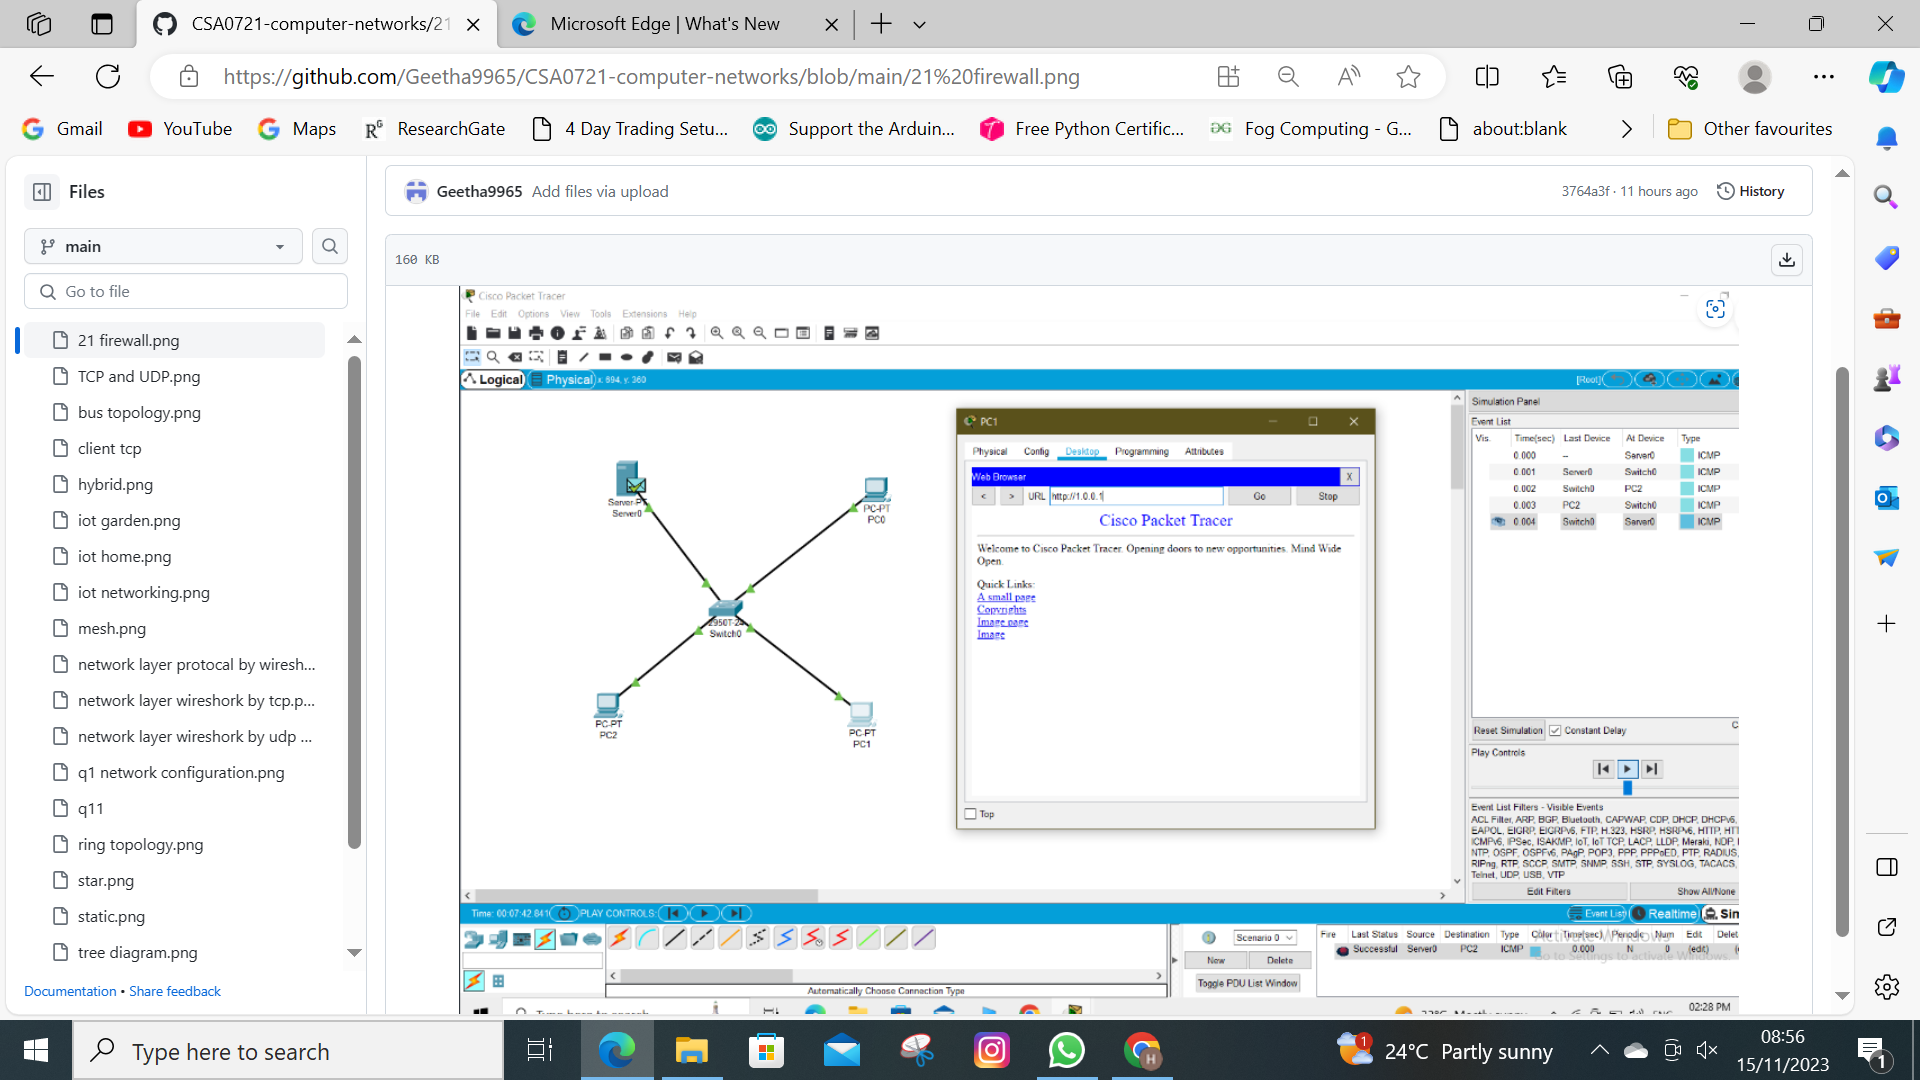 CSA0721-computer-networks/21
Microsoft Edge | What's New
https://github.com/Geetha9965/CSA0721-computer-networks/blob/main/21%20firewall.png
Gmail
YouTube
Maps
ResearchGate
4 Day Trading Setu...
Support the Arduin...
Free Python Certific...
Fog Computing - G...
about:blank
Other favourites
Files
main
Go to file
21 firewall.png
TCP and UDP.png
bus topology.png
client tcp
hybrid.png
iot garden.png
iot home.png
iot networking.png
mesh.png
network layer protocal by wiresh...
network layer wireshork by tcp.p...
network layer wireshork by udp ...
q1 network configuration.png
q11
ring topology.png
star.png
static.png
tree diagram.png
Documentation • Share feedback
Geetha9965 Add files via upload
3764a3f · 11 hours ago
History
160 KB
Cisco Packet Tracer
File Edit Options View Tools Extensions Help
Logical
Physical
x: 694, y: 360
[Root]
Server-PT
Server0
PC-PT
PC0
2950T-24
Switch0
PC-PT
PC2
PC-PT
PC1
PC1
Physical Config Desktop Programming Attributes
Web Browser
X
< > URL http://1.0.0.1 Go Stop
Cisco Packet Tracer
Welcome to Cisco Packet Tracer. Opening doors to new opportunities. Mind Wide
Open.
Quick Links:
A small page
Copyrights
Image page
Image
Top
Simulation Panel
Event List
Vis. Time(sec) Last Device At Device Type
0.000 -- Server0 ICMP
0.001 Server0 Switch0 ICMP
0.002 Switch0 PC2 ICMP
0.003 PC2 Switch0 ICMP
0.004 Switch0 Server0 ICMP
Reset Simulation
Constant Delay
Play Controls
Event List Filters - Visible Events
ACL Filter, ARP, BGP, Bluetooth, CAPWAP, CDP, DHCP, DHCPv6,
EAPOL, EIGRP, EIGRPv6, FTP, H.323, HSRP, HSRPv6, HTTP, HTT
ICMPv6, IPSec, ISAKMP, IoT, IoT TCP, LACP, LLDP, Meraki, NDP,
NTP, OSPF, OSPFv6, PAgP, POP3, PPP, PPPoED, PTP, RADIUS,
RIPng, RTP, SCCP, SMTP, SNMP, SSH, STP, SYSLOG, TACACS,
Telnet, UDP, USB, VTP
Edit Filters
Show All/None
Time: 00:07:42.841
PLAY CONTROLS:
Event List
Realtime
Sim
Automatically Choose Connection Type
Scenario 0
New
Delete
Toggle PDU List Window
Fire Last Status Source Destination Type Color Time(sec) Periodic Num Edit Delet
Successful Server0 PC2 ICMP 0.000 N 0 (edit)
Activate Windows
Go to Settings to activate Windows.
Type here to search
02:28 PM
Type here to search
1
24°C Partly sunny
08:56
15/11/2023
1